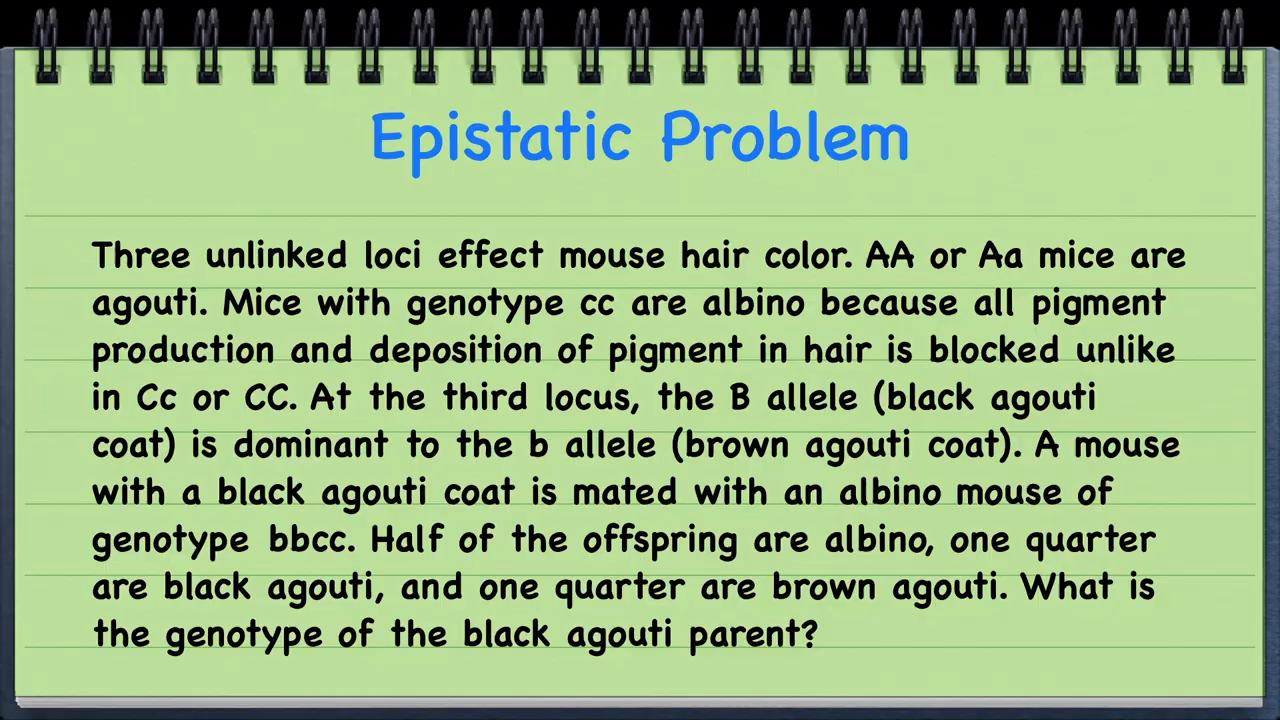 Epistatic Problem
Three unlinked loci effect mouse hair color. AA or Aa mice are
agouti. Mice with genotype cc are albino because all pigment
production and deposition of pigment in hair is blocked unlike
in Cc or CC. At the third locus, the B allele (black agouti
coat) is dominant to the b allele (brown agouti coat). A mouse
with a black agouti coat is mated with an albino mouse of
genotype bbcc. Half of the offspring are albino, one quarter
are black agouti, and one quarter are brown agouti. What is
the genotype of the black agouti parent?